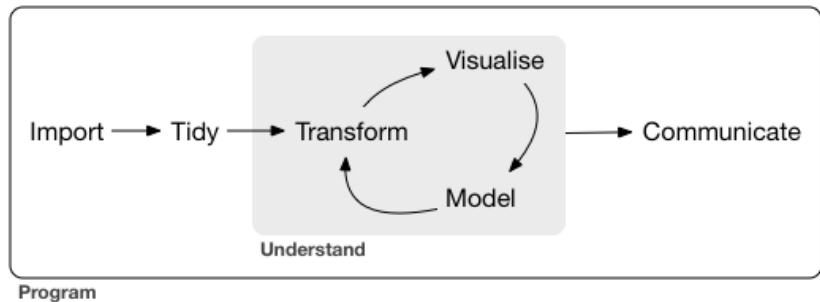 Visualise
Import
Tidy
Transform
Communicate
Model
Understand
Program